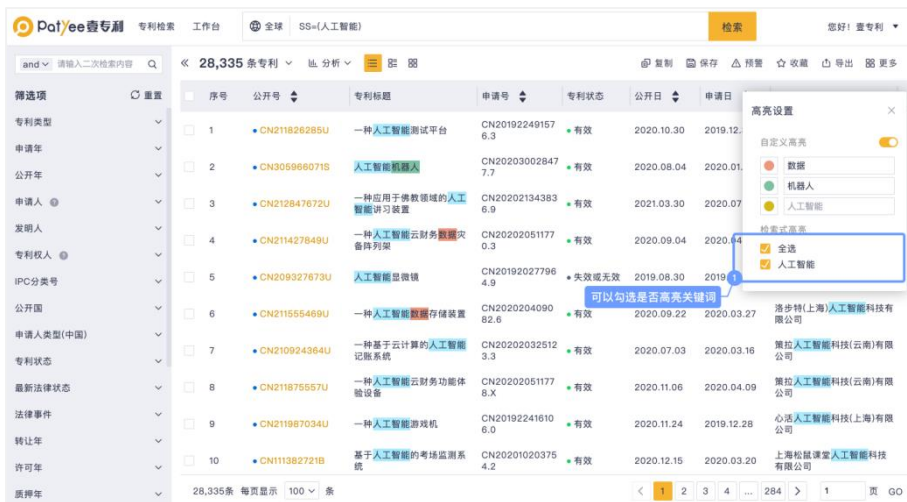 Patyee壹专利 专利检索 工作台 全球 SS=(人工智能) 检索 您好！壹专利
and 请输入二次检索内容
28,335 条专利 分析 复制 保存 预警 收藏 导出 更多
筛选项 重置
专利类型
申请年
公开年
申请人
发明人
专利权人
IPC分类号
公开国
申请人类型(中国)
专利状态
最新法律状态
法律事件
转让年
许可年
质押年
序号 公开号 专利标题 申请号 专利状态 公开日 申请日
1 CN211826285U 一种人工智能测试平台 CN20192249157
6.3 有效 2020.10.30 2019.12.
2 CN305966071S 人工智能机器人 CN20203002847
7.7 有效 2020.08.04 2020.01.
3 CN212847672U 一种应用于佛教领域的人工
智能讲习装置 CN20202134383
6.9 有效 2021.03.30 2020.07
4 CN211427849U 一种人工智能云财务数据灾
备阵列架 CN20202051177
0.3 有效 2020.09.04 2020.04
5 CN209327673U 人工智能显微镜 CN20192027796
4.9 失效或无效 2019.08.30 2019
6 CN211555469U 一种人工智能数据存储装置 CN2020204090
82.6 有效 2020.09.22 2020.03.27 洛步特(上海)人工智能科技有
限公司
7 CN210924364U 一种基于云计算的人工智能
记账系统 CN20202032512
3.3 有效 2020.07.03 2020.03.16 策拉人工智能科技(云南)有限
公司
8 CN211875557U 一种人工智能云财务功能体
验设备 CN20202051177
8.X 有效 2020.11.06 2020.04.09 策拉人工智能科技(云南)有限
公司
9 CN211987034U 一种人工智能游戏机 CN20192241610
6.0 有效 2020.11.24 2019.12.28 心活人工智能科技(上海)有限
公司
10 CN111382721B 基于人工智能的考场监测系
统 CN20201020375
4.2 有效 2020.12.15 2020.03.20 上海松鼠课堂人工智能科技
有限公司
高亮设置
自定义高亮
数据
机器人
人工智能
检索式高亮
全选
人工智能
1
可以勾选是否高亮关键词
28,335条 每页显示 100 条 1 2 3 4 ... 284 1 页 GO